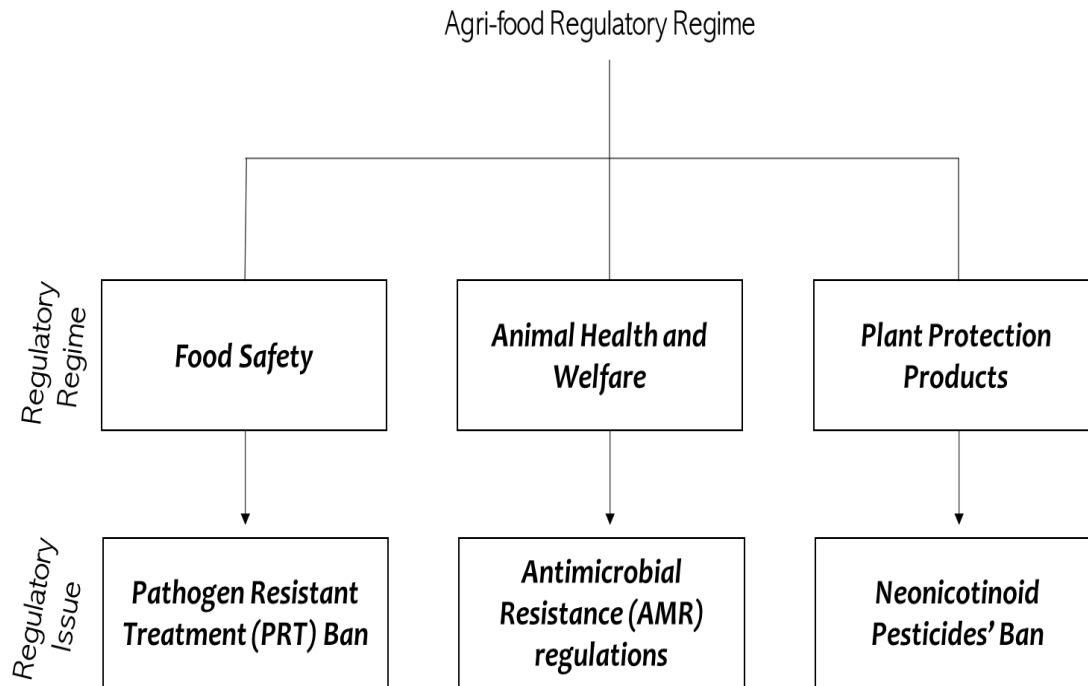 Agri-food Regulatory Regime
Regulatory
Regime
Food Safety
Animal Health and
Welfare
Plant Protection
Products
Regulatory
Issue
Pathogen Resistant
Treatment (PRT) Ban
Antimicrobial
Resistance (AMR)
regulations
Neonicotinoid
Pesticides’ Ban